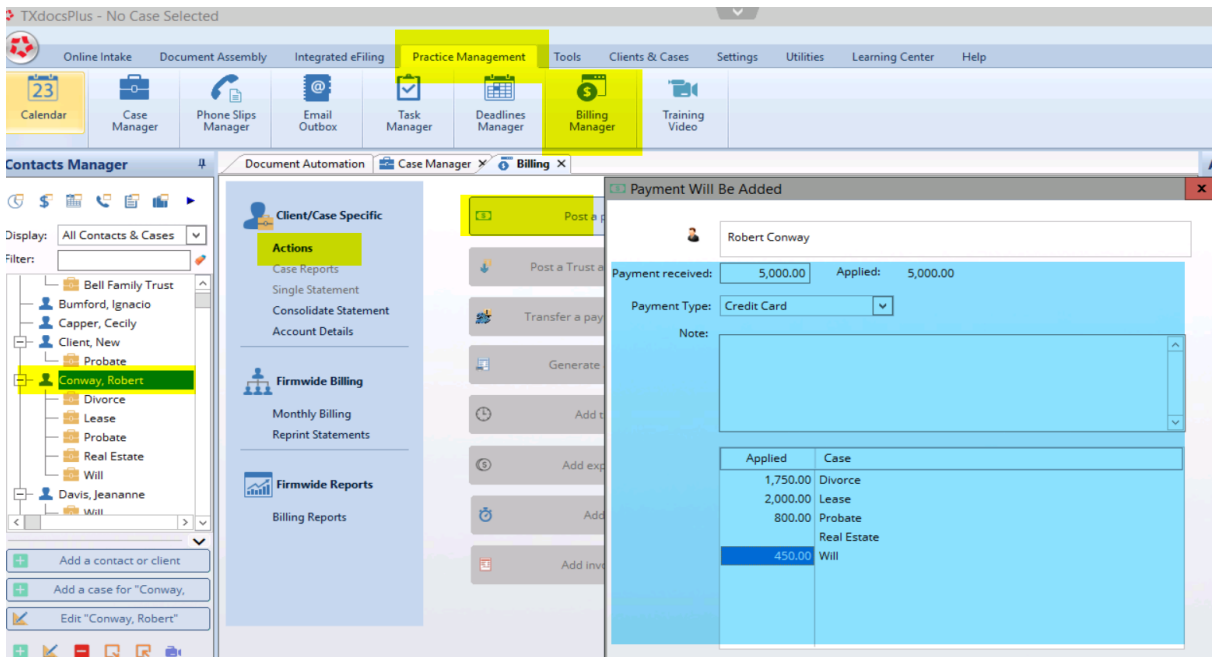 TXdocsPlus - No Case Selected
Online Intake Document Assembly Integrated eFiling Practice Management Tools Clients & Cases Settings Utilities Learning Center Help
23
Calendar
Case Manager
Phone Slips Manager
Email Outbox
Task Manager
Deadlines Manager
Billing Manager
Training Video
Contacts Manager
Document Automation Case Manager X Billing X
Display: All Contacts & Cases
Filter:
Bell Family Trust
Bumford, Ignacio
Capper, Cecily
Client, New
Probate
Conway, Robert
Divorce
Lease
Probate
Real Estate
Will
Davis, Jeananne
Will
Add a contact or client
Add a case for "Conway,
Edit "Conway, Robert"
Client/Case Specific
Actions
Case Reports
Single Statement
Consolidate Statement
Account Details
Firmwide Billing
Monthly Billing
Reprint Statements
Firmwide Reports
Billing Reports
Post a p
Post a Trust a
Transfer a pay
Generate
Add t
Add exp
Add
Add invo
Payment Will Be Added
Robert Conway
Payment received: 5,000.00 Applied: 5,000.00
Payment Type: Credit Card
Note:
Applied Case
1,750.00 Divorce
2,000.00 Lease
800.00 Probate
Real Estate
450.00 Will